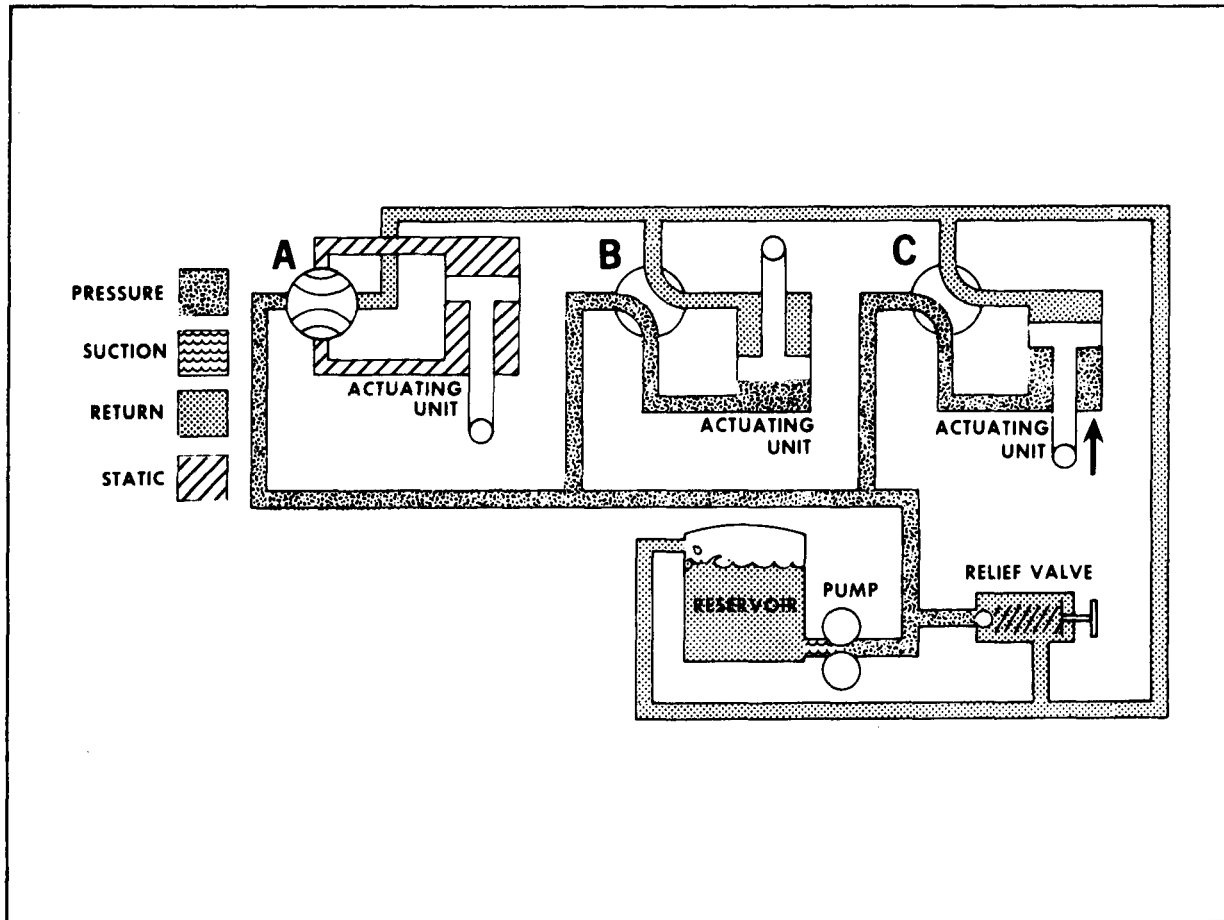 A
B
C
PRESSURE
SUCTION
RETURN
STATIC
ACTUATING
UNIT
ACTUATING
UNIT
ACTUATING
UNIT
RESERVOIR
PUMP
RELIEF VALVE